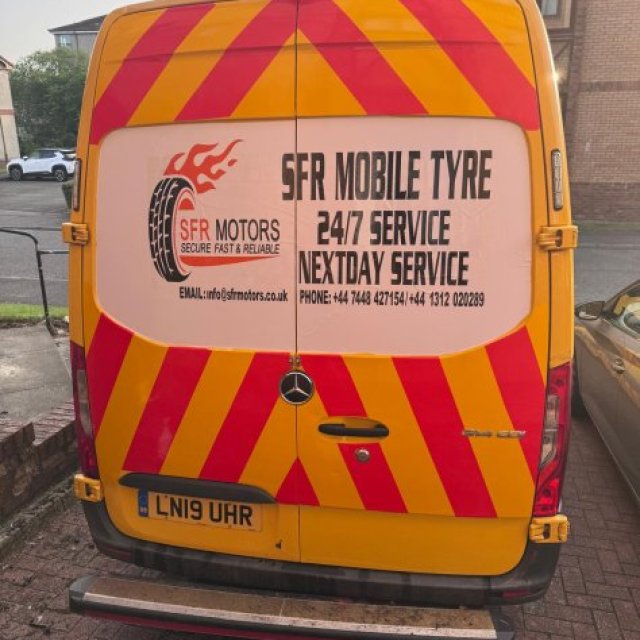 SFR MOTORS
SECURE FAST & RELIABLE
SFR MOBILE TYRE
24/7 SERVICE
NEXTDAY SERVICE
EMAIL: info@sfrmotors.co.uk
PHONE: +44 7448 427154/+44 1312 020289
LN19 UHR